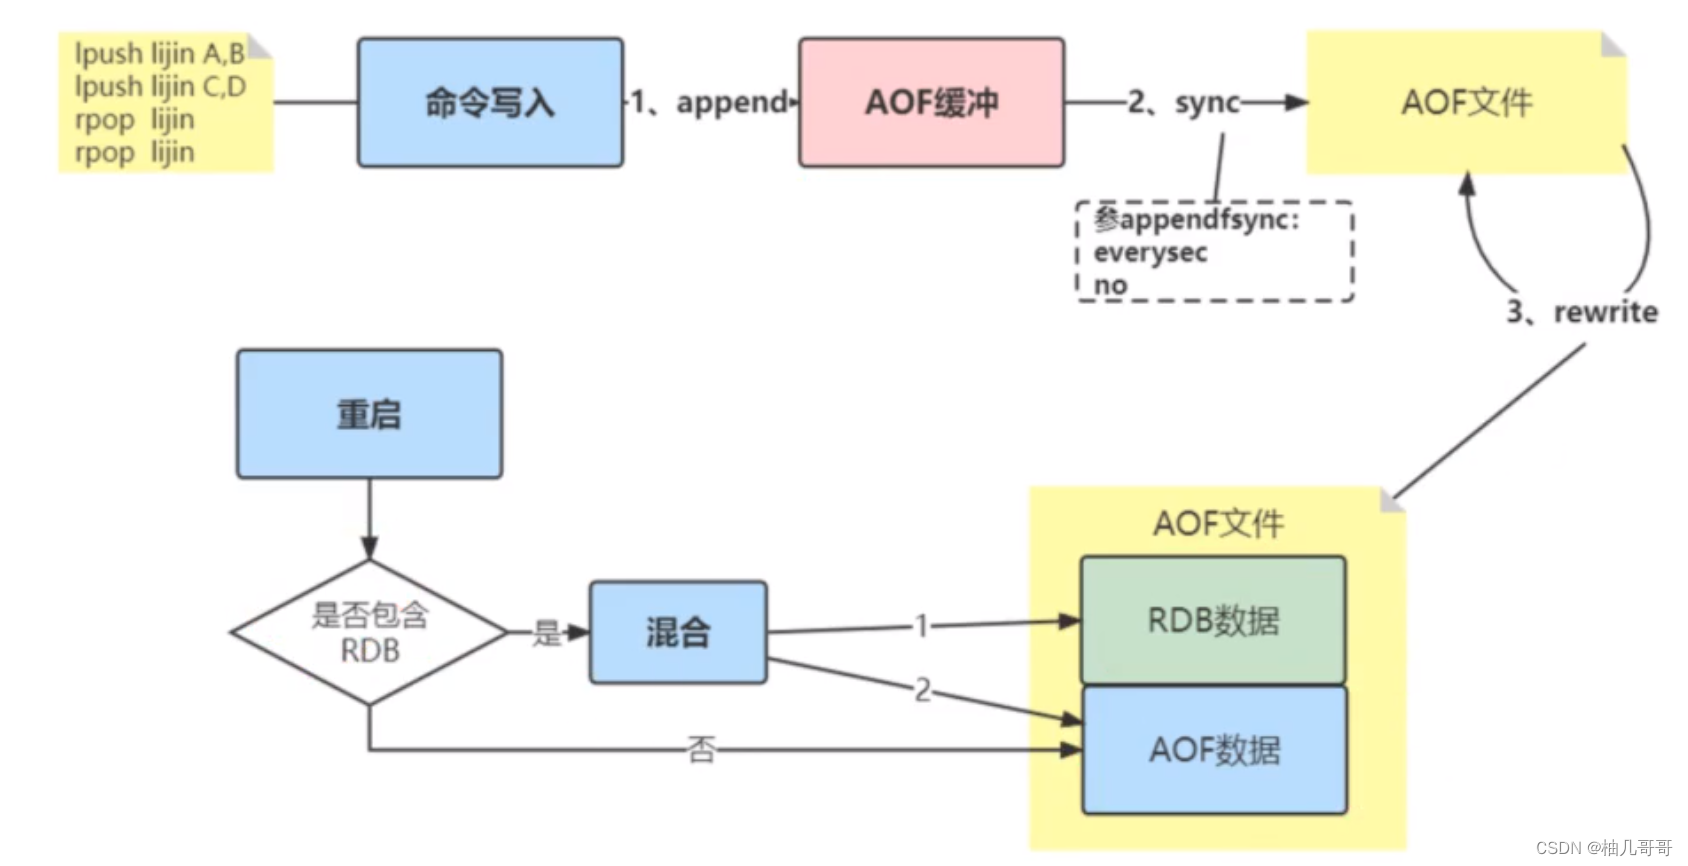 lpush lijin A,B
lpush lijin C,D
rpop lijin
rpop lijin
命令写入
1、append
AOF缓冲
2、sync
AOF文件
参appendfsync:
everysec
no
3、rewrite
重启
是否包含
RDB
是
混合
1
2
否
AOF文件
RDB数据
AOF数据
CSDN @柚几哥哥